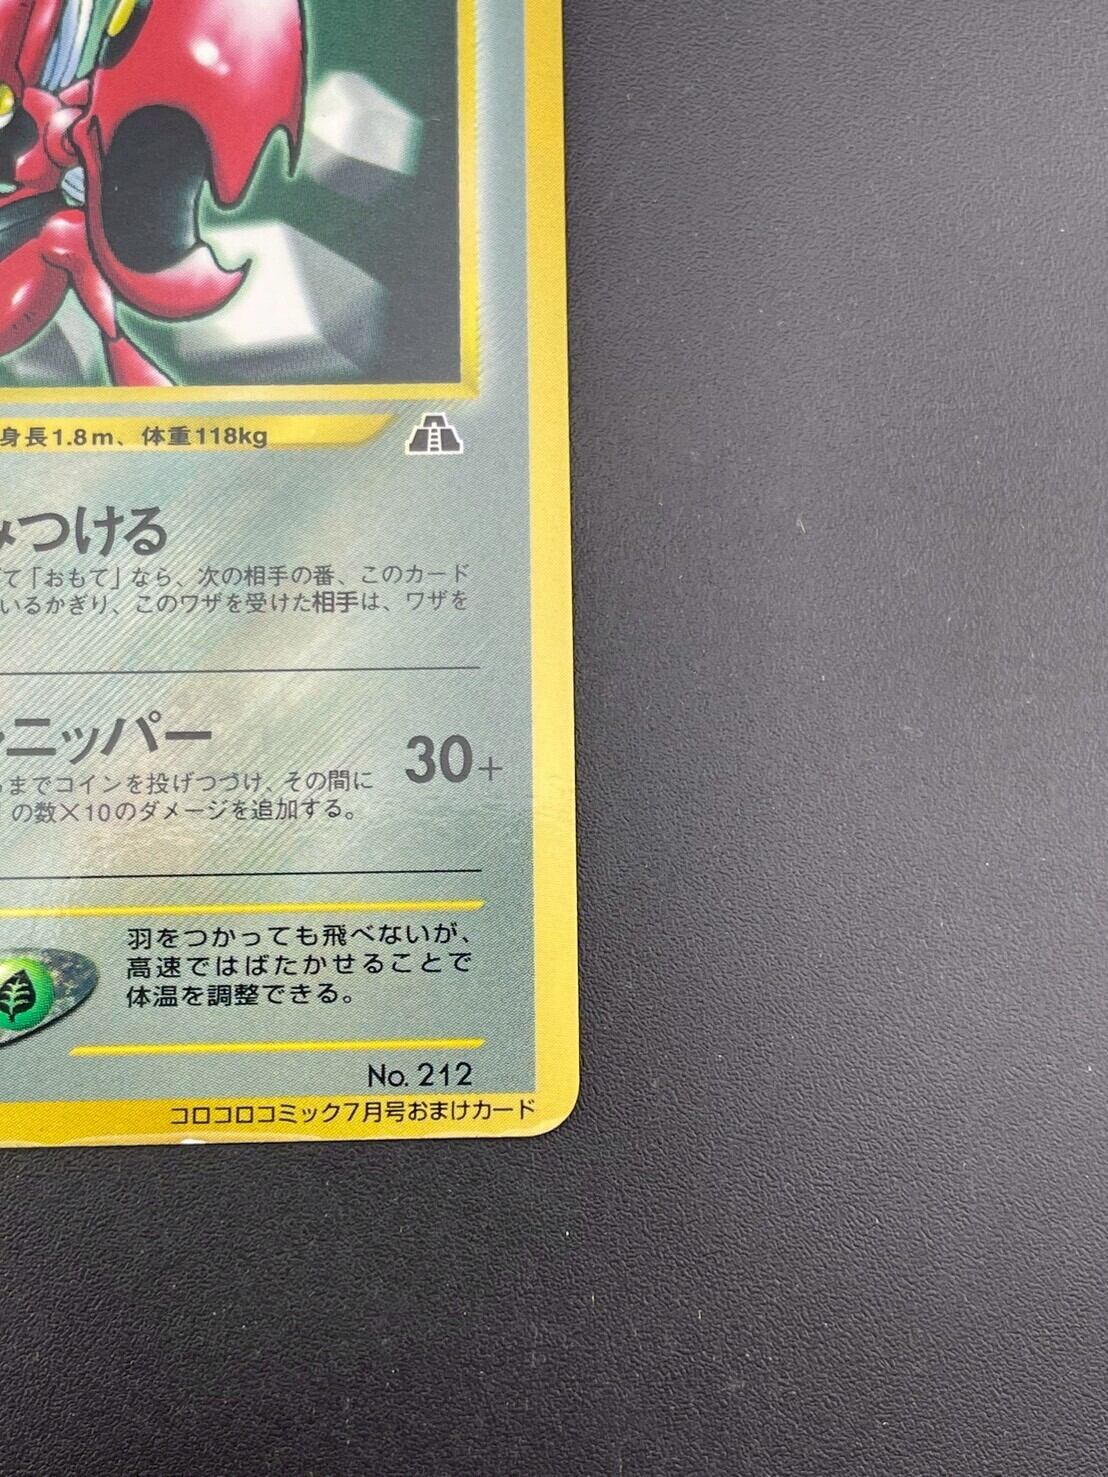 身長1.8m、体重118kg
みつける
て「おもて」なら、次の相手の番、このカード
いるかぎり、このワザを受けた相手は、ワザを
ニッパー
30+
までコインを投げつづけ、その間に
の数×10のダメージを追加する。
羽をつかっても飛べないが、
高速ではばたかせることで
体温を調整できる。
No. 212
コロコロコミック7月号おまけカード